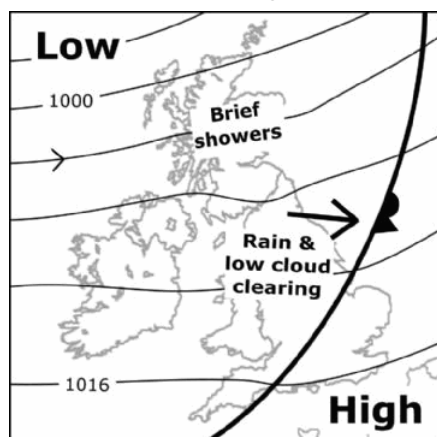 Low
1000
Brief
showers
Rain &
low cloud
clearing
1016
High